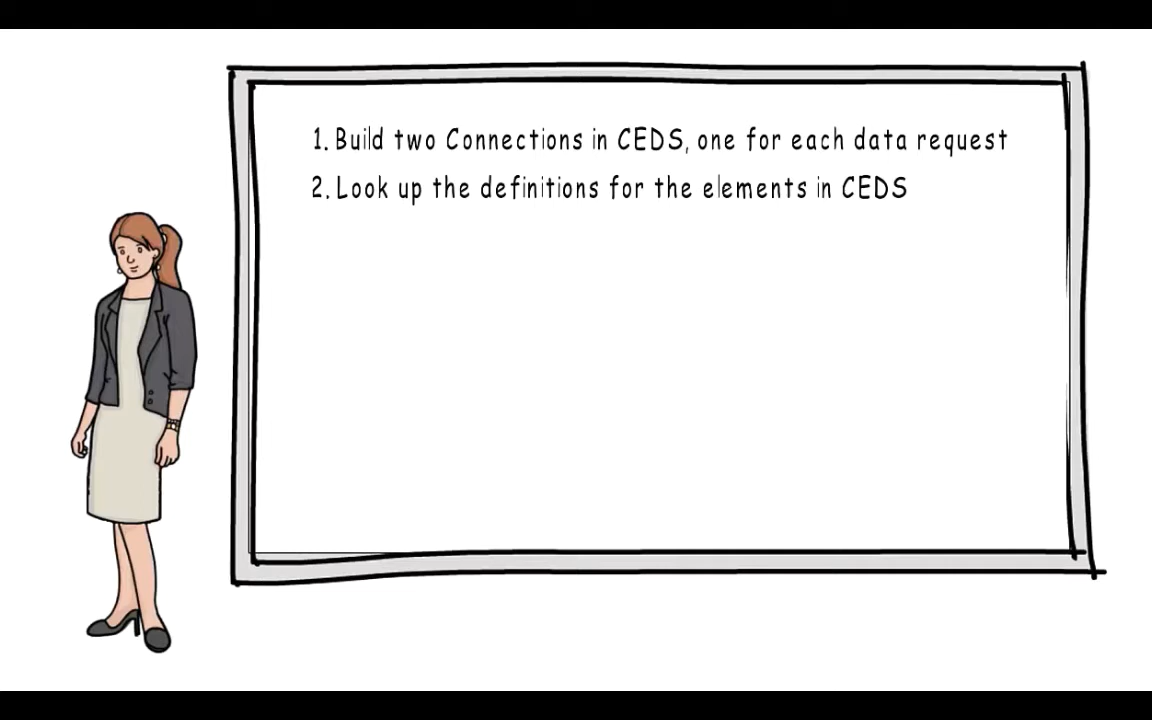 1. Build two Connections in CEDS, one for each data request
2. Look up the definitions for the elements in CEDS